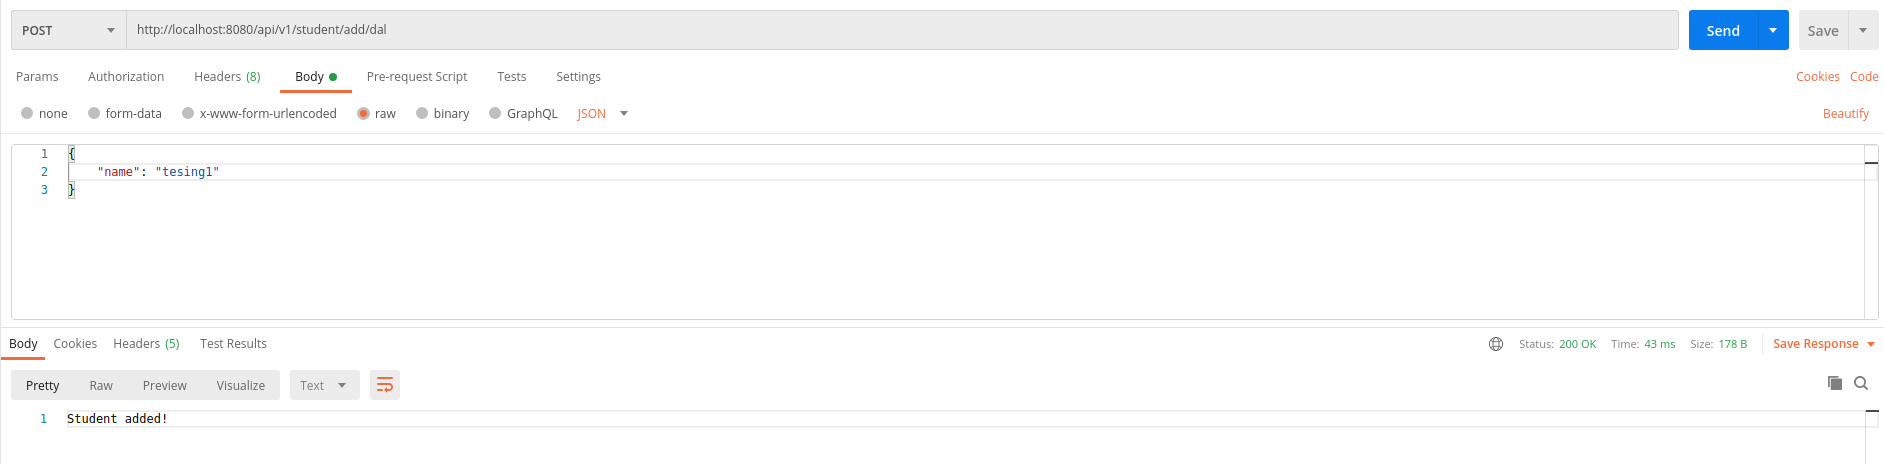 POST http://localhost:8080/api/v1/student/add/dal Send Save
Params Authorization Headers (8) Body Pre-request Script Tests Settings Cookies Code
none form-data x-www-form-urlencoded raw binary GraphQL JSON Beautify
1 {
2 "name": "tesing1"
3 }
Body Cookies Headers (5) Test Results Status: 200 OK Time: 43 ms Size: 178 B Save Response
Pretty Raw Preview Visualize Text
1 Student added!